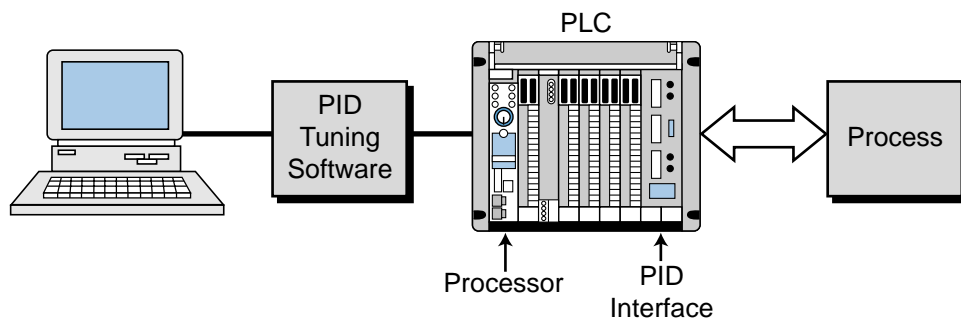 PLC
PID
Tuning
Software
Process
Processor
PID
Interface